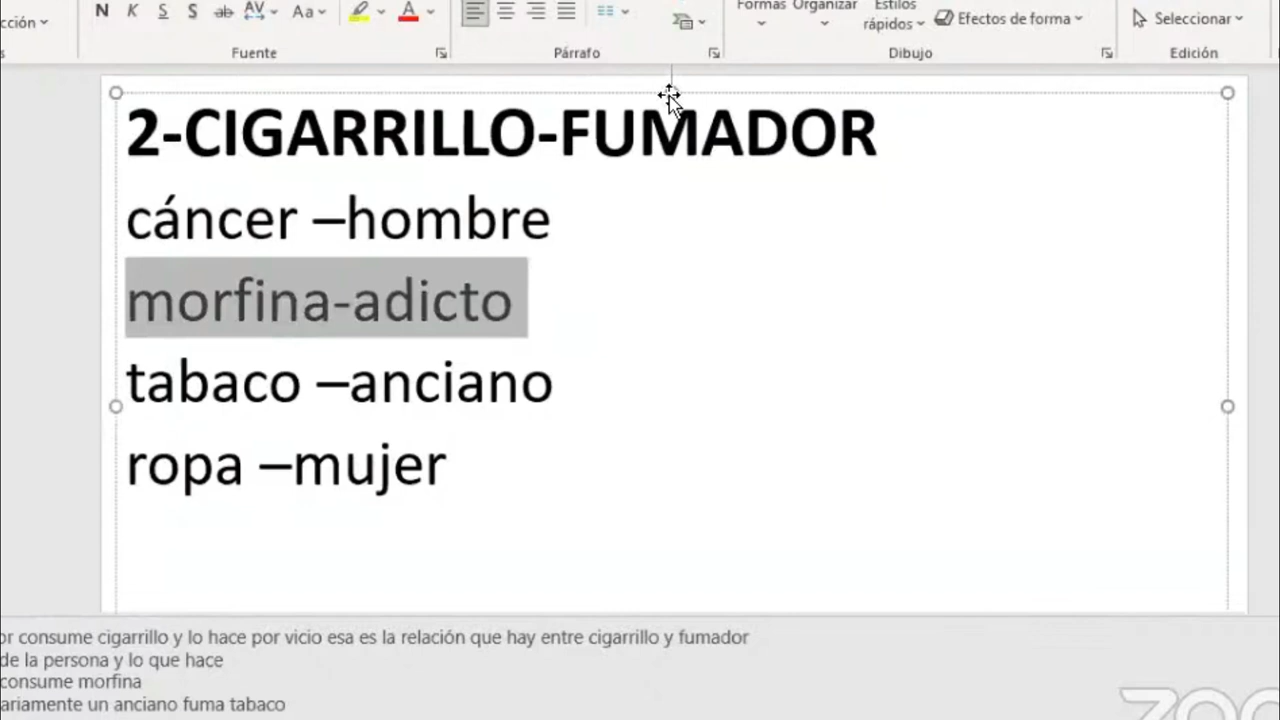 cción
N K S S ab AV Aa A
Formas Organizar Estilos rápidos Efectos de forma Seleccionar
Fuente Párrafo Dibujo Edición
2-CIGARRILLO-FUMADOR
cáncer –hombre
morfina-adicto
tabaco –anciano
ropa –mujer
or consume cigarrillo y lo hace por vicio esa es la relación que hay entre cigarrillo y fumador
de la persona y lo que hace
consume morfina
ariamente un anciano fuma tabaco